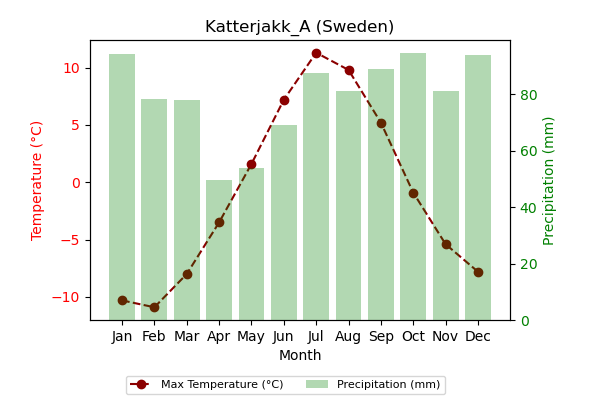 Katterjakk_A (Sweden)
Temperature (°C)
10
5
0
−5
−10
Precipitation (mm)
80
60
40
20
0
Jan Feb Mar Apr May Jun Jul Aug Sep Oct Nov Dec
Month
Max Temperature (°C) Precipitation (mm)